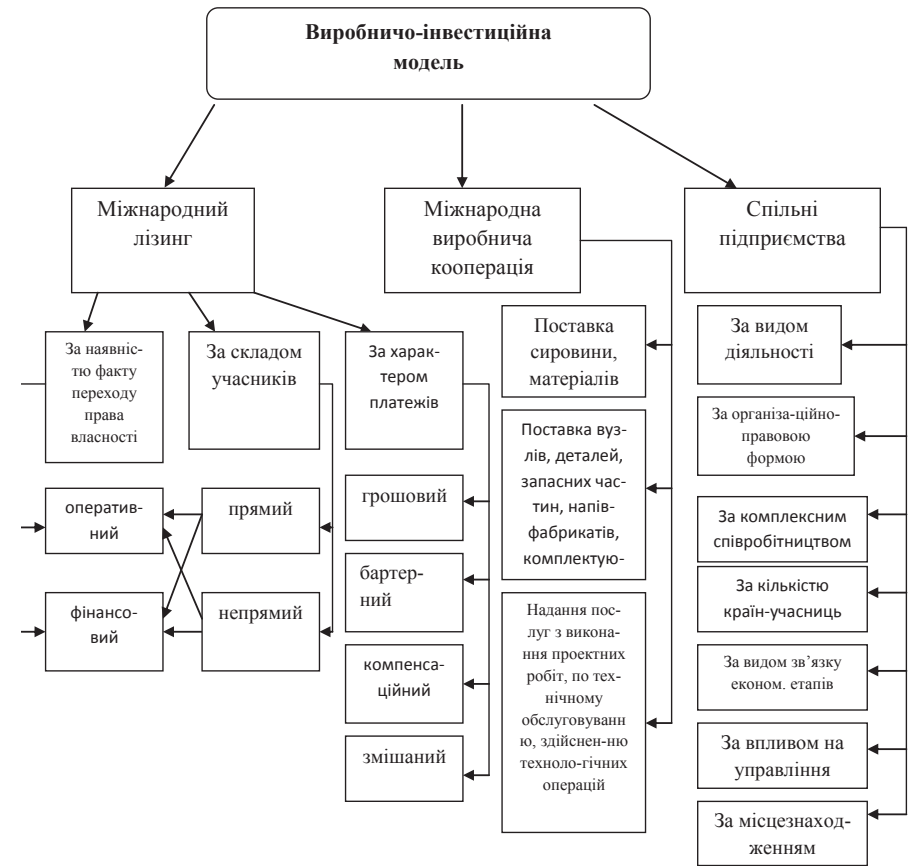 Виробничо-інвестиційна
модель
Міжнародний
лізинг
Міжнародна
виробнича
кооперація
Спільні
підприємства
За наявніс-
тю факту
переходу
права
власності
За складом
учасників
За харак-
тером
платежів
оператив-
ний
прямий
фінансо-
вий
непрямий
грошовий
бартер-
ний
компенса-
ційний
змішаний
Поставка
сировини,
матеріалів
Поставка вуз-
лів, деталей,
запасних час-
тин, напів-
фабрикатів,
комплектую-
Надання пос-
луг з викона-
ння проектних
робіт, по тех-
нічному
обслуговуванн
ю, здійснен-ню
техноло-гічних
операцій
За видом
діяльності
За організа-ційно-
правовою
формою
За комплексним
співробітництвом
За кількістю
країн-учасниць
За видом зв’язку
економ. етапів
За впливом на
управління
За місцезнаход-
женням